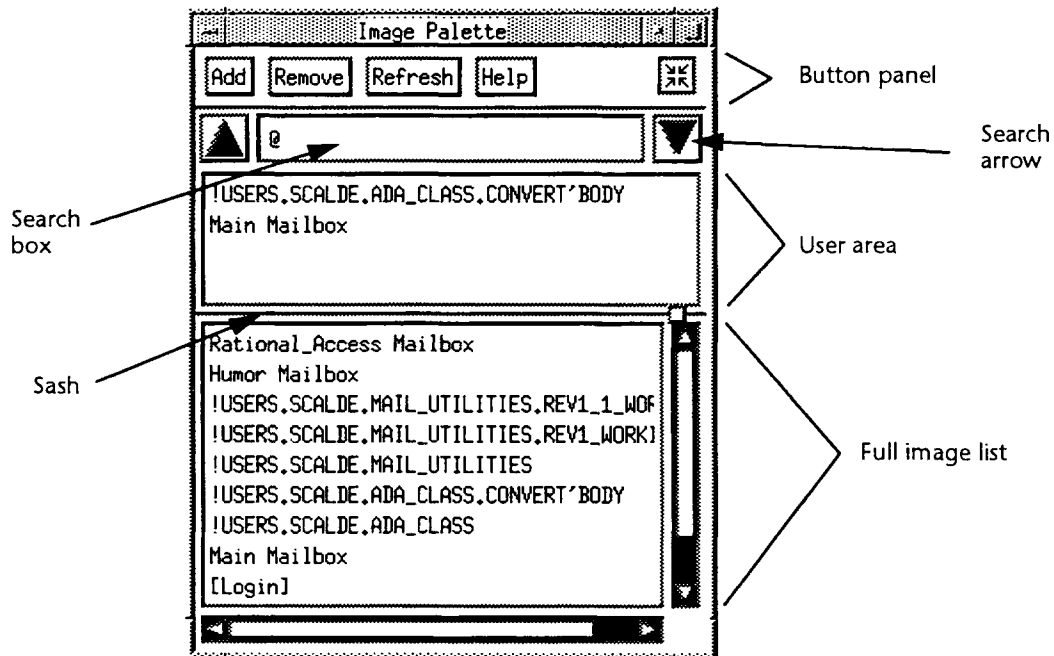 Image Palette
Add Remove Refresh Help
Button panel
@
Search
arrow
!USERS.SCALDE.ADA_CLASS.CONVERT'BODY
Main Mailbox
Search
box
User area
Rational_Access Mailbox
Humor Mailbox
!USERS.SCALDE.MAIL_UTILITIES.REV1_1_WOR
!USERS.SCALDE.MAIL_UTILITIES.REV1_WORKI
!USERS.SCALDE.MAIL_UTILITIES
!USERS.SCALDE.ADA_CLASS.CONVERT'BODY
!USERS.SCALDE.ADA_CLASS
Main Mailbox
[Login]
Sash
Full image list